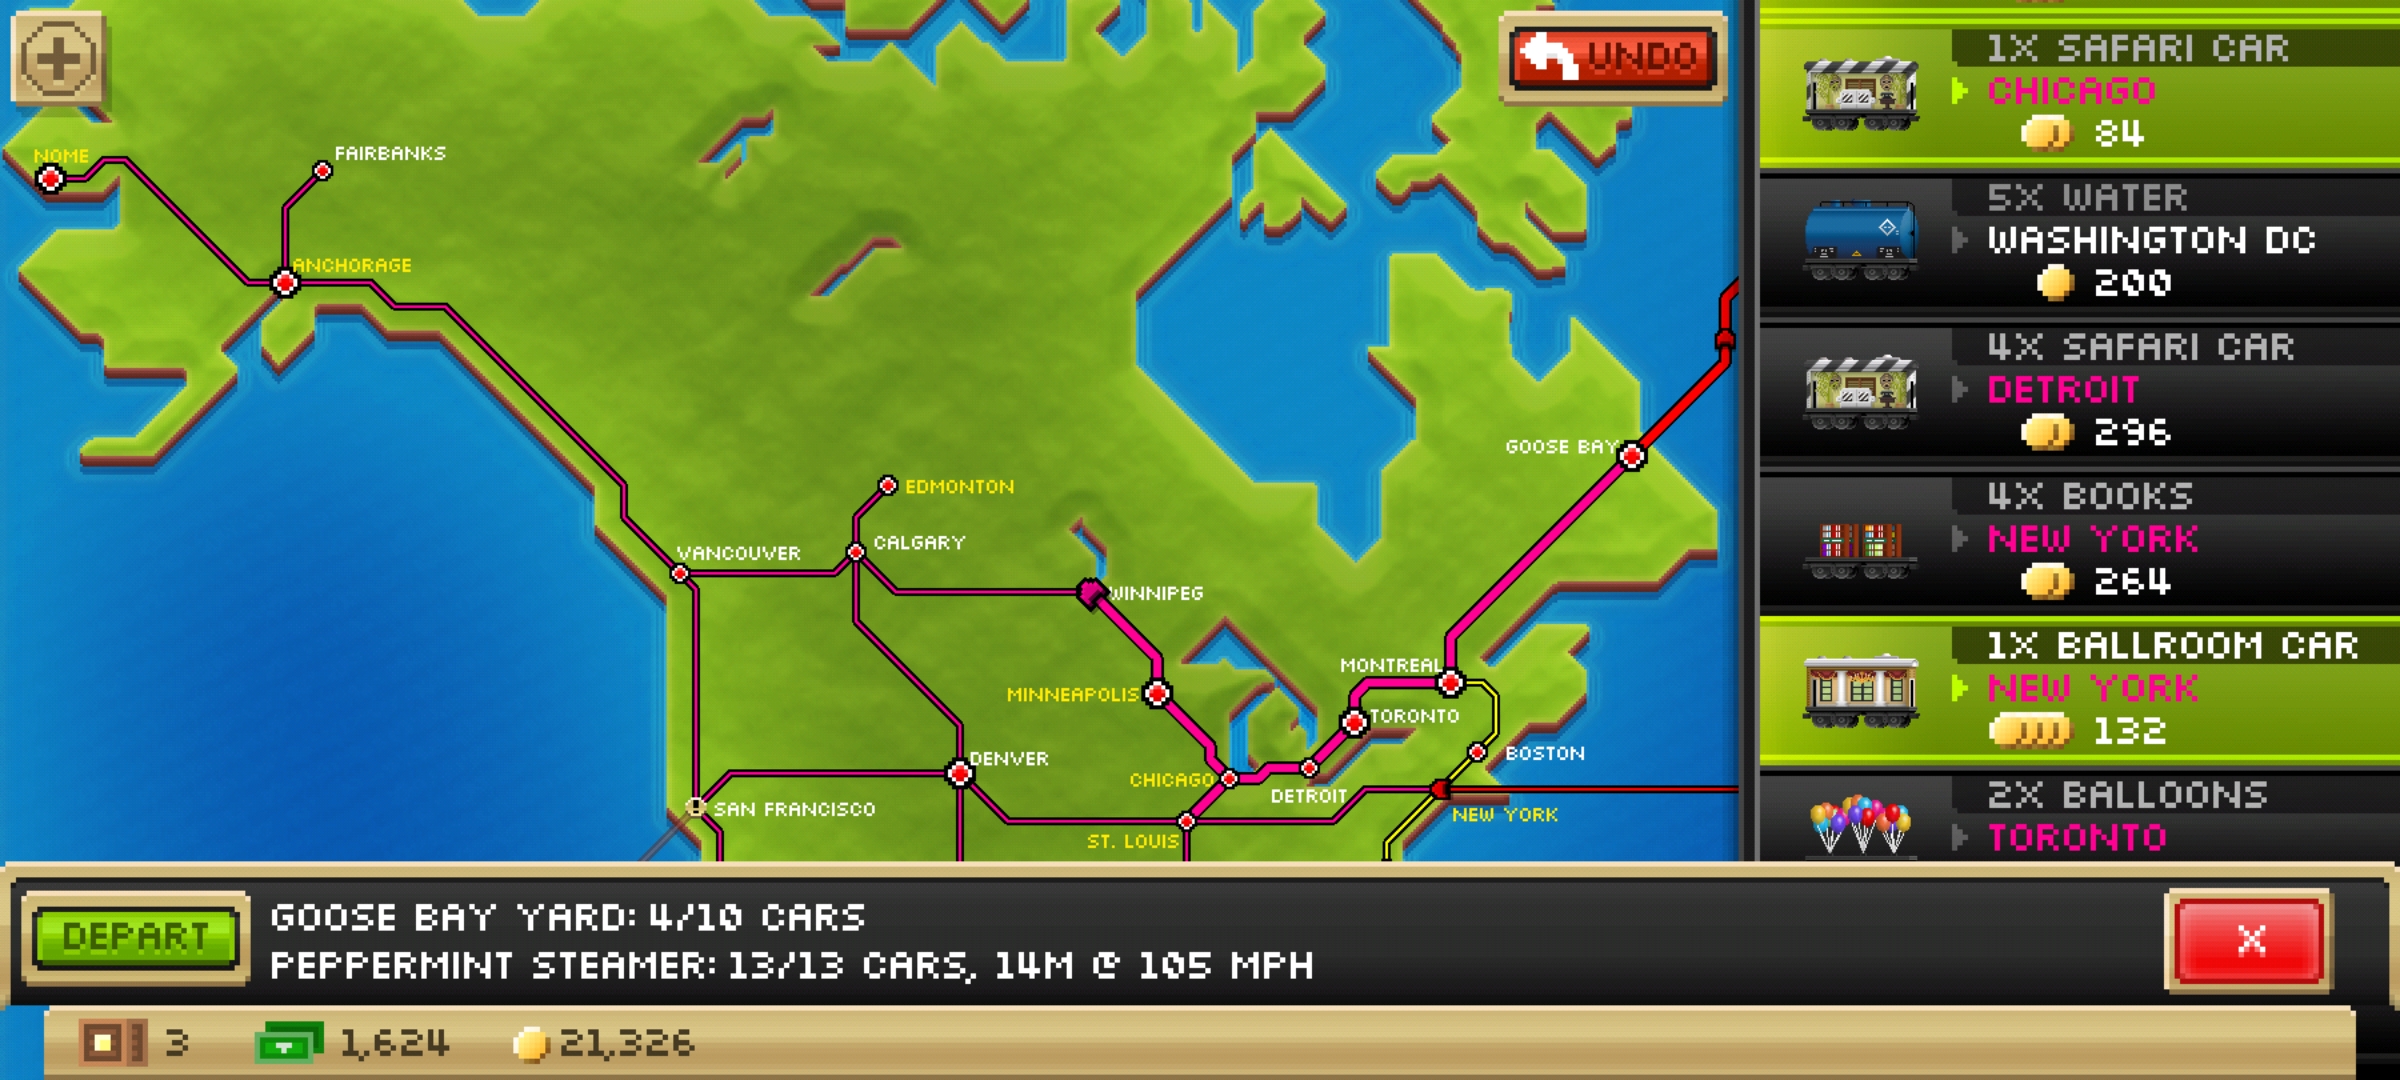 UNDO
NOME
FAIRBANKS
ANCHORAGE
EDMONTON
CALGARY
VANCOUVER
WINNIPEG
GOOSE BAY
MINNEAPOLIS
MONTREAL
TORONTO
DENVER
CHICAGO
DETROIT
BOSTON
SAN FRANCISCO
ST. LOUIS
NEW YORK
1X SAFARI CAR
CHICAGO
84
5X WATER
WASHINGTON DC
200
4X SAFARI CAR
DETROIT
296
4X BOOKS
NEW YORK
264
1X BALLROOM CAR
NEW YORK
132
2X BALLOONS
TORONTO
DEPART
GOOSE BAY YARD: 4/10 CARS
PEPPERMINT STEAMER: 13/13 CARS, 14M @ 105 MPH
X
3
1,624
21,326